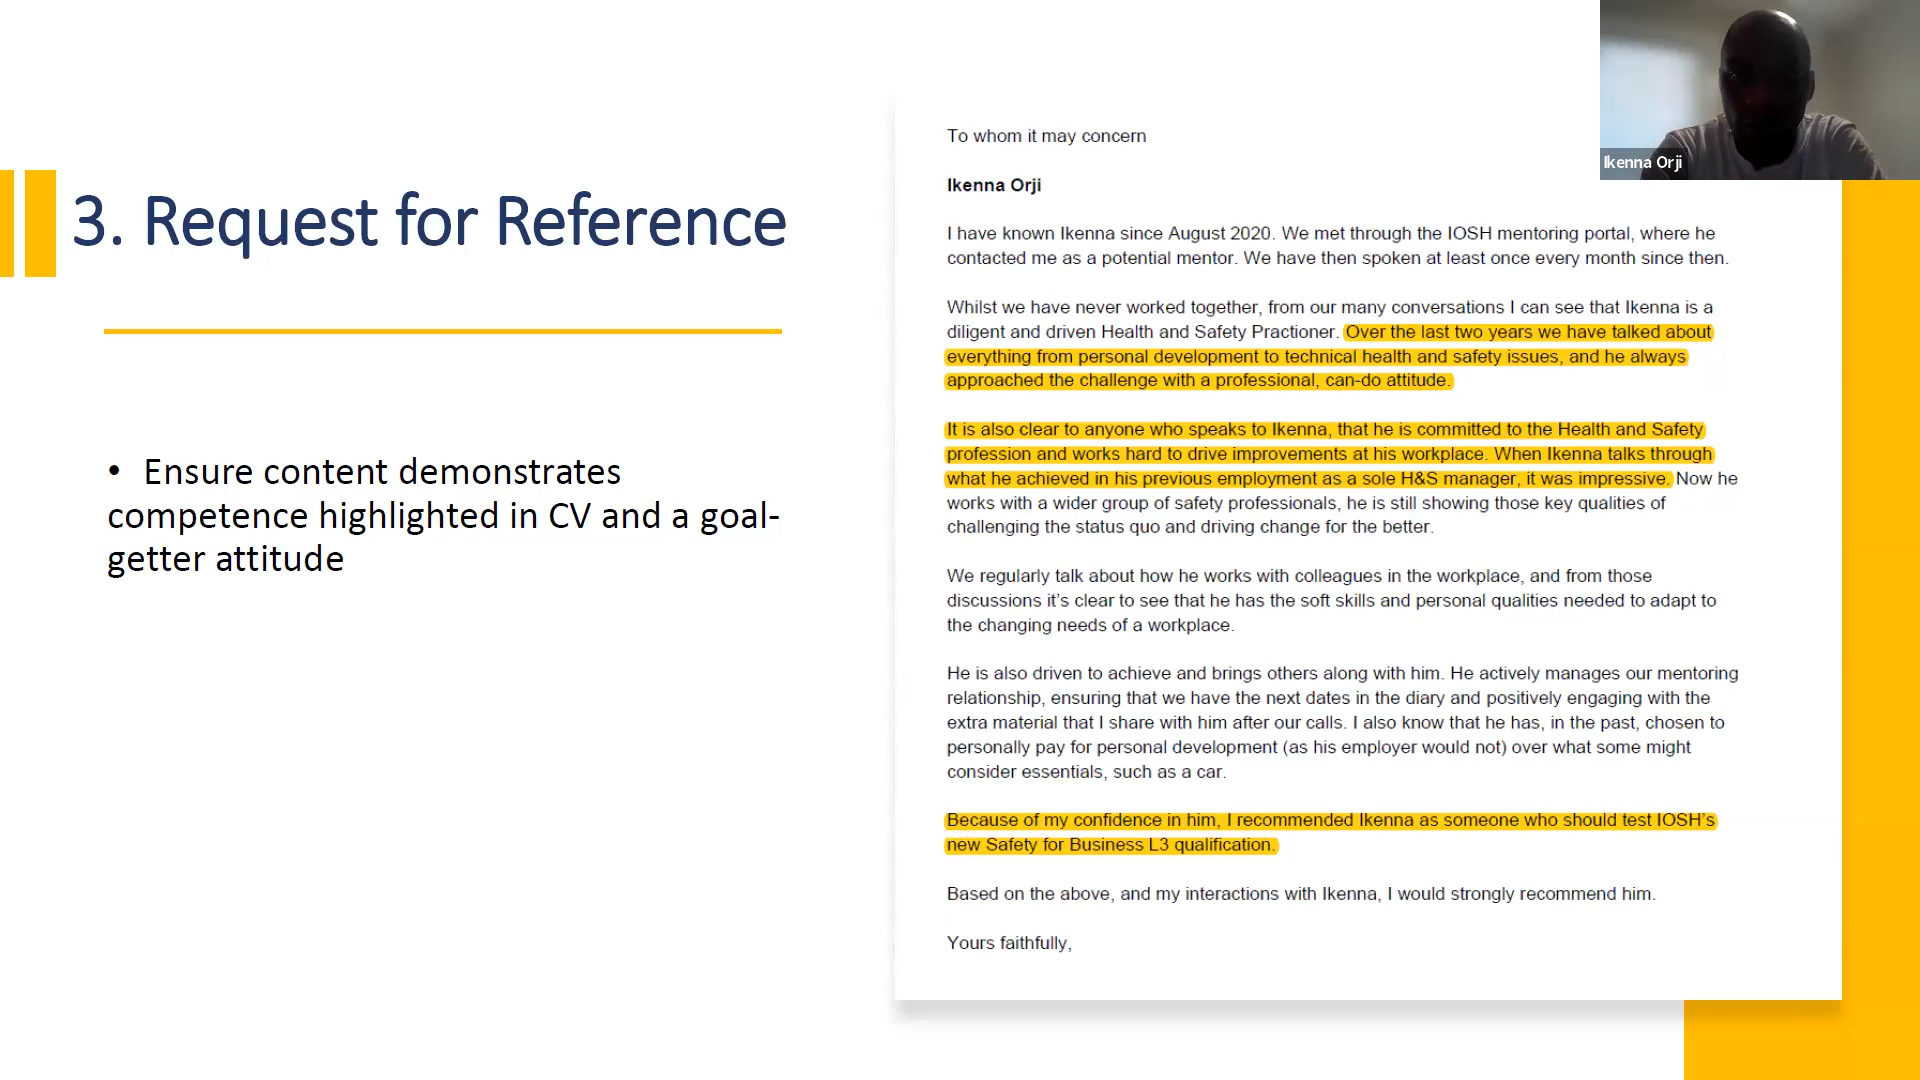 3. Request for Reference
• Ensure content demonstrates
competence highlighted in CV and a goal-
getter attitude
To whom it may concern
Ikenna Orji
I have known Ikenna since August 2020. We met through the IOSH mentoring portal, where he
contacted me as a potential mentor. We have then spoken at least once every month since then.
Whilst we have never worked together, from our many conversations I can see that Ikenna is a
diligent and driven Health and Safety Practioner. Over the last two years we have talked about
everything from personal development to technical health and safety issues, and he always
approached the challenge with a professional, can-do attitude.
It is also clear to anyone who speaks to Ikenna, that he is committed to the Health and Safety
profession and works hard to drive improvements at his workplace. When Ikenna talks through
what he achieved in his previous employment as a sole H&S manager, it was impressive. Now he
works with a wider group of safety professionals, he is still showing those key qualities of
challenging the status quo and driving change for the better.
We regularly talk about how he works with colleagues in the workplace, and from those
discussions it’s clear to see that he has the soft skills and personal qualities needed to adapt to
the changing needs of a workplace.
He is also driven to achieve and brings others along with him. He actively manages our mentoring
relationship, ensuring that we have the next dates in the diary and positively engaging with the
extra material that I share with him after our calls. I also know that he has, in the past, chosen to
personally pay for personal development (as his employer would not) over what some might
consider essentials, such as a car.
Because of my confidence in him, I recommended Ikenna as someone who should test IOSH’s
new Safety for Business L3 qualification.
Based on the above, and my interactions with Ikenna, I would strongly recommend him.
Yours faithfully,
Ikenna Orji